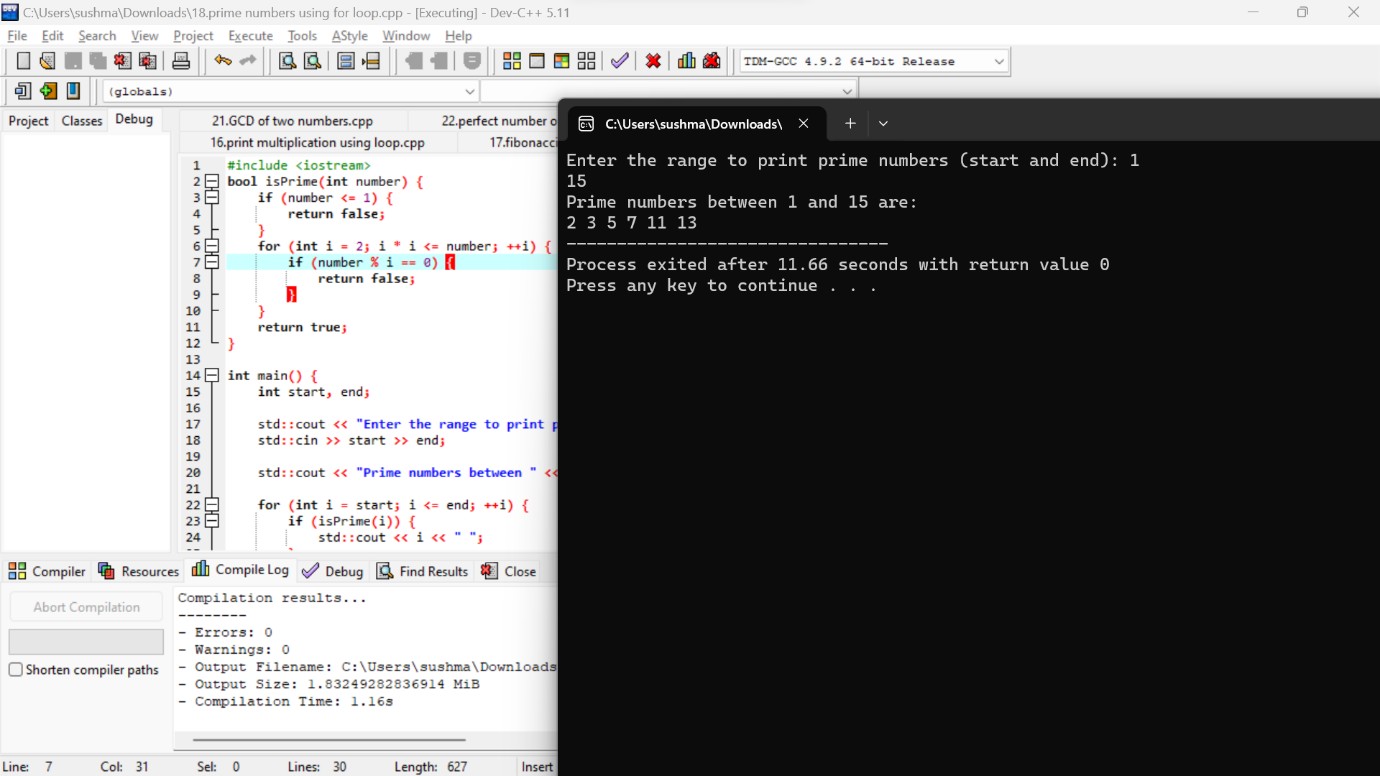 C:\Users\sushma\Downloads\18.prime numbers using for loop.cpp - [Executing] - Dev-C++ 5.11
File Edit Search View Project Execute Tools AStyle Window Help
TDM-GCC 4.9.2 64-bit Release
(globals)
Project Classes Debug
21.GCD of two numbers.cpp 22.perfect number o
16.print multiplication using loop.cpp 17.fibonacci
1 #include <iostream>
2 bool isPrime(int number) {
3 if (number <= 1) {
4 return false;
5 }
6 for (int i = 2; i * i <= number; ++i) {
7 if (number % i == 0) {
8 return false;
9 }
10 }
11 return true;
12 }
13
14 int main() {
15 int start, end;
16
17 std::cout << "Enter the range to print p
18 std::cin >> start >> end;
19
20 std::cout << "Prime numbers between " <<
21
22 for (int i = start; i <= end; ++i) {
23 if (isPrime(i)) {
24 std::cout << i << " ";
C:\Users\sushma\Downloads\
Enter the range to print prime numbers (start and end): 1
15
Prime numbers between 1 and 15 are:
2 3 5 7 11 13
--------------------------------
Process exited after 11.66 seconds with return value 0
Press any key to continue . . .
Compiler Resources Compile Log Debug Find Results Close
Abort Compilation
Shorten compiler paths
Compilation results...
--------
- Errors: 0
- Warnings: 0
- Output Filename: C:\Users\sushma\Downloads
- Output Size: 1.83249282836914 MiB
- Compilation Time: 1.16s
Line: 7 Col: 31 Sel: 0 Lines: 30 Length: 627 Insert